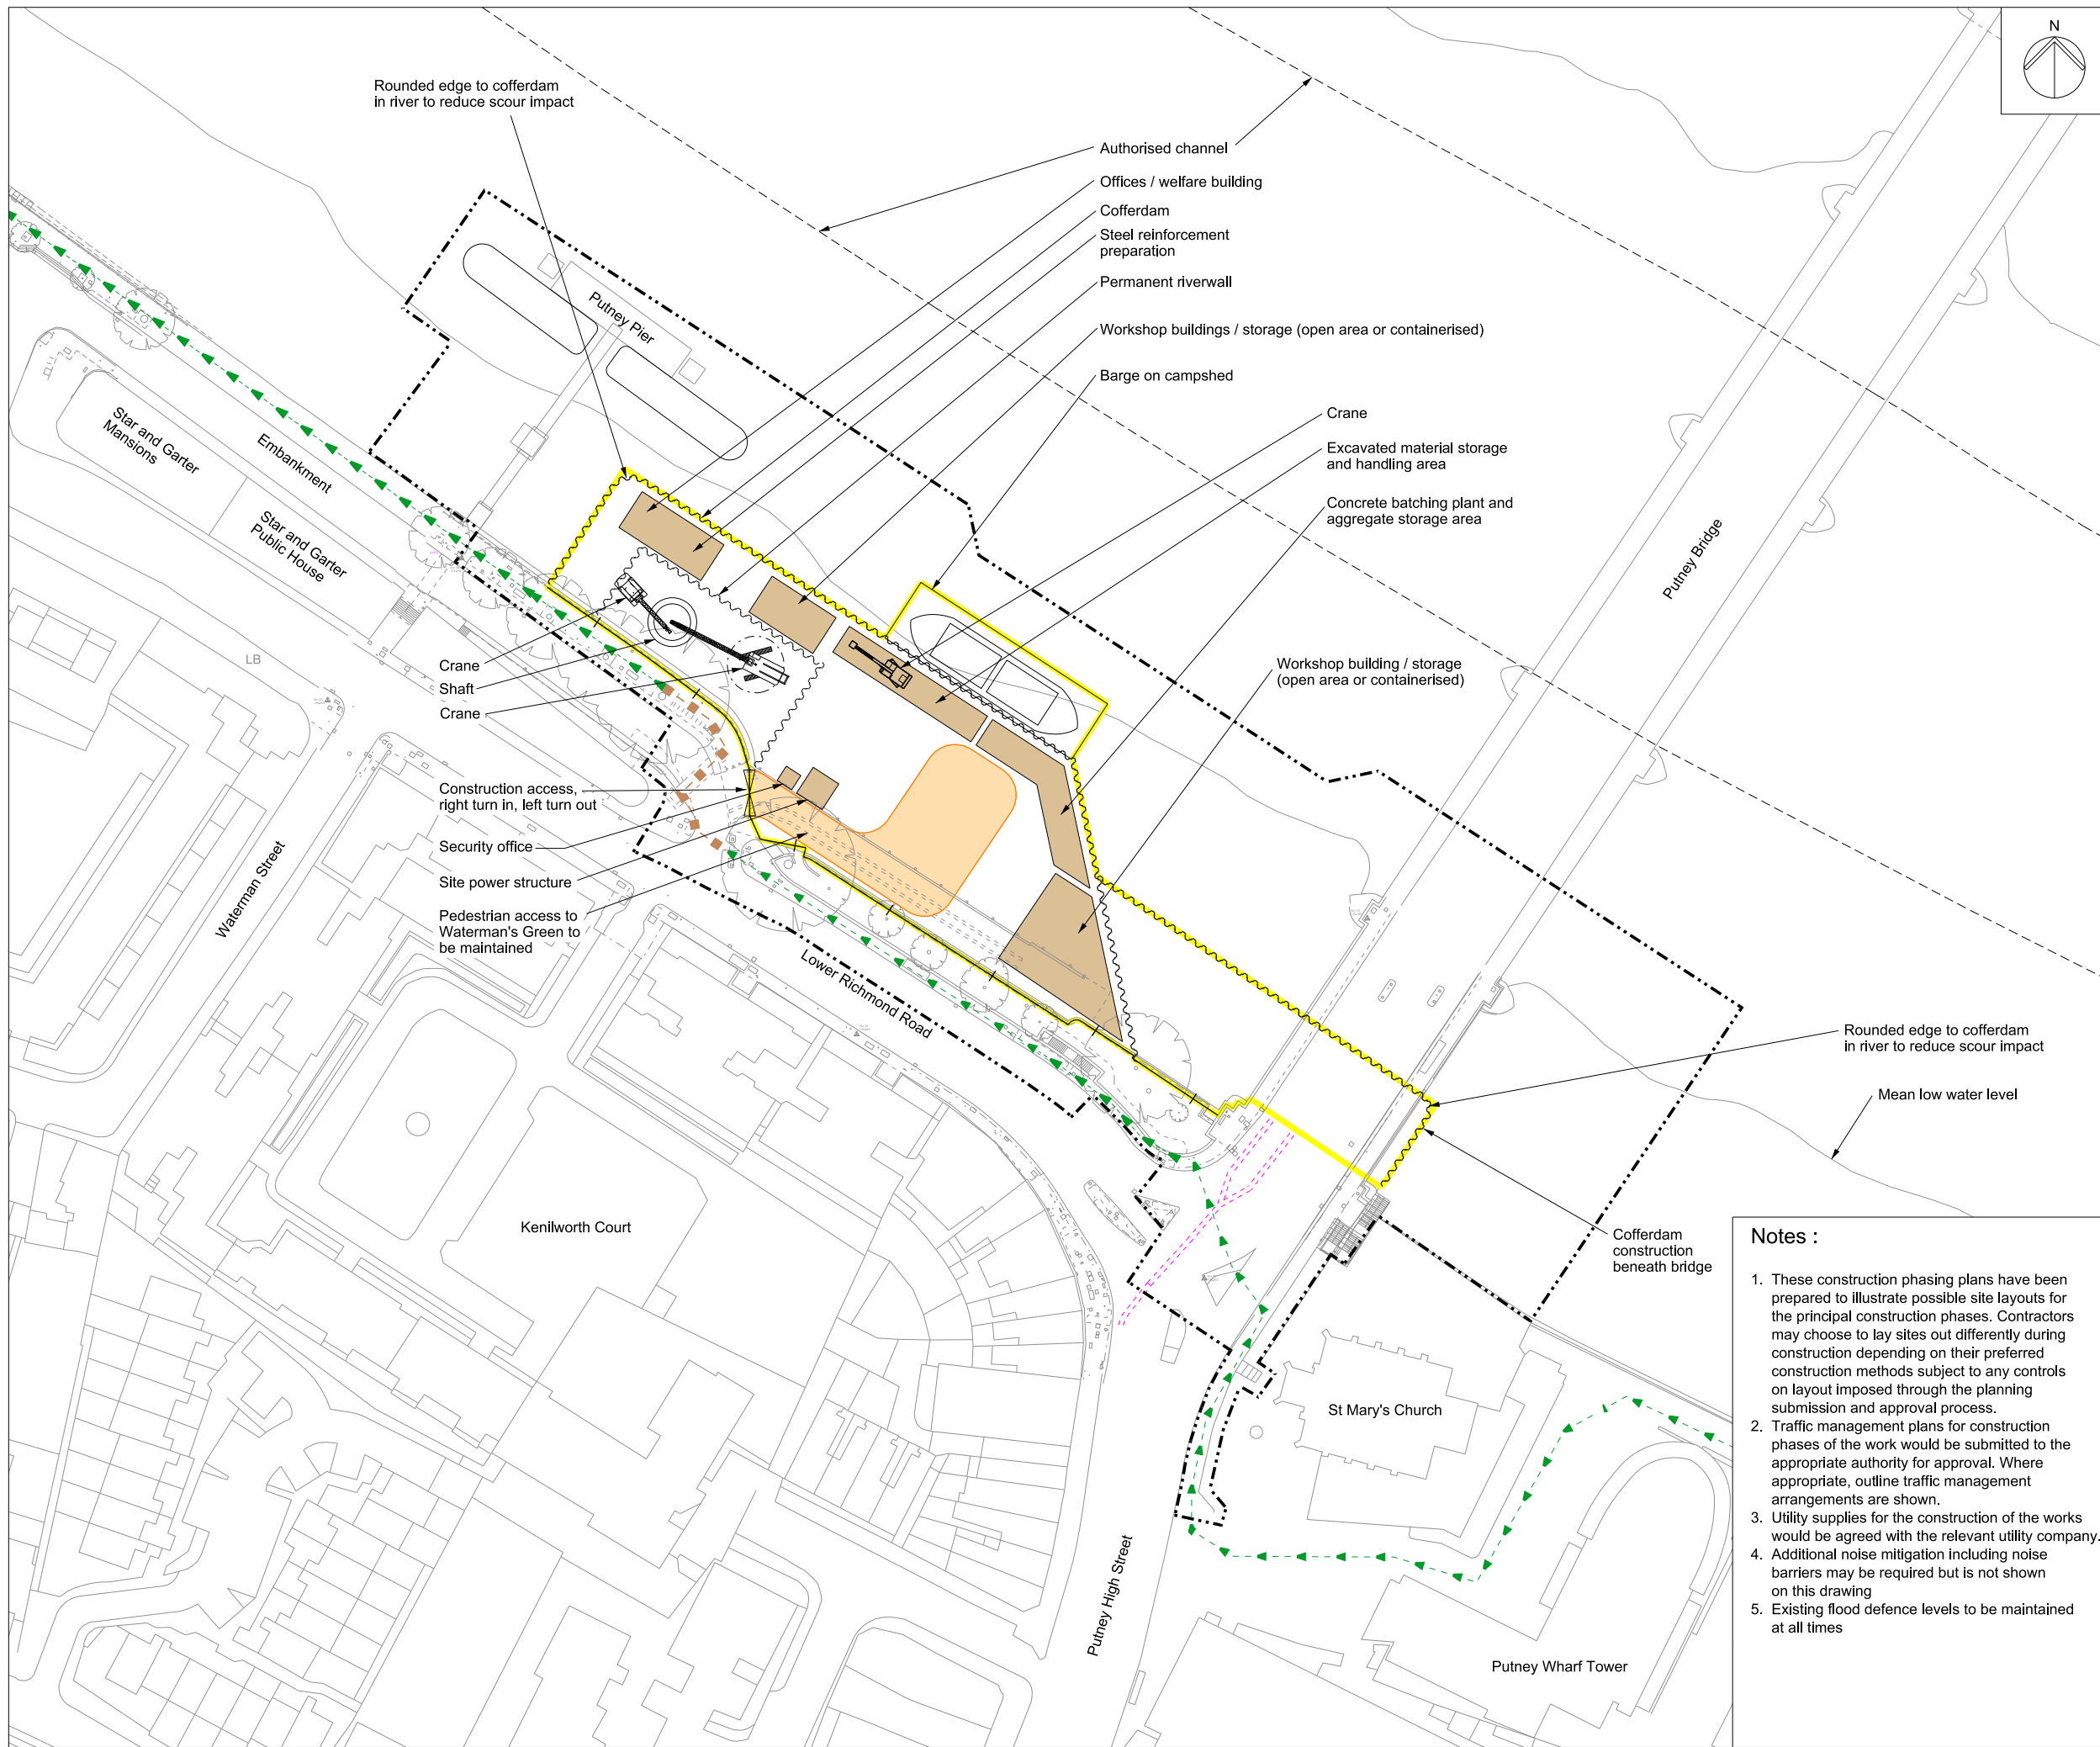 N
Rounded edge to cofferdam
in river to reduce scour impact
Authorised channel
Offices / welfare building
Cofferdam
Steel reinforcement
preparation
Permanent riverwall
Workshop buildings / storage (open area or containerised)
Barge on campshed
Crane
Excavated material storage
and handling area
Concrete batching plant and
aggregate storage area
Putney Pier
Star and Garter
Mansions
Embankment
Star and Garter
Public House
Putney Bridge
LB
Crane
Shaft
Crane
Workshop building / storage
(open area or containerised)
Construction access,
right turn in, left turn out
Security office
Site power structure
Pedestrian access to
Waterman's Green to
be maintained
Waterman Street
Lower Richmond Road
Rounded edge to cofferdam
in river to reduce scour impact
Mean low water level
Kenilworth Court
Cofferdam
construction
beneath bridge
St Mary's Church
Putney High Street
Putney Wharf Tower
Notes :
1. These construction phasing plans have been
prepared to illustrate possible site layouts for
the principal construction phases. Contractors
may choose to lay sites out differently during
construction depending on their preferred
construction methods subject to any controls
on layout imposed through the planning
submission and approval process.
2. Traffic management plans for construction
phases of the work would be submitted to the
appropriate authority for approval. Where
appropriate, outline traffic management
arrangements are shown.
3. Utility supplies for the construction of the works
would be agreed with the relevant utility company.
4. Additional noise mitigation including noise
barriers may be required but is not shown
on this drawing
5. Existing flood defence levels to be maintained
at all times